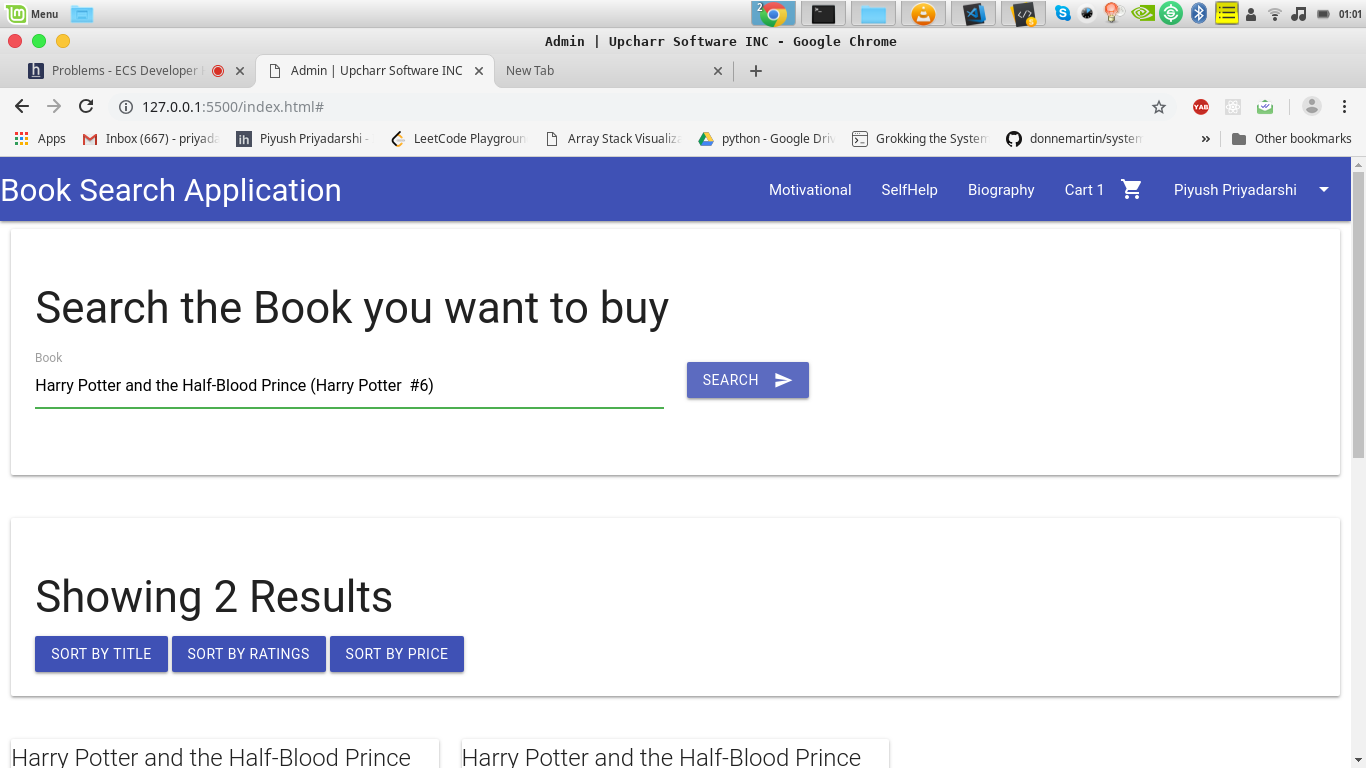 Menu
2
01:01
Admin | Upcharr Software INC - Google Chrome
h Problems - ECS Developer
Admin | Upcharr Software INC
New Tab
127.0.0.1:5500/index.html#
YAB
Apps
Inbox (667) - priyada
ih Piyush Priyadarshi -
LeetCode Playgroun
Array Stack Visualiza
python - Google Driv
Grokking the System
donnemartin/system
»
Other bookmarks
Book Search Application
Motivational
SelfHelp
Biography
Cart 1
Piyush Priyadarshi
Search the Book you want to buy
Book
Harry Potter and the Half-Blood Prince (Harry Potter  #6)
SEARCH
Showing 2 Results
SORT BY TITLE
SORT BY RATINGS
SORT BY PRICE
Harry Potter and the Half-Blood Prince
Harry Potter and the Half-Blood Prince